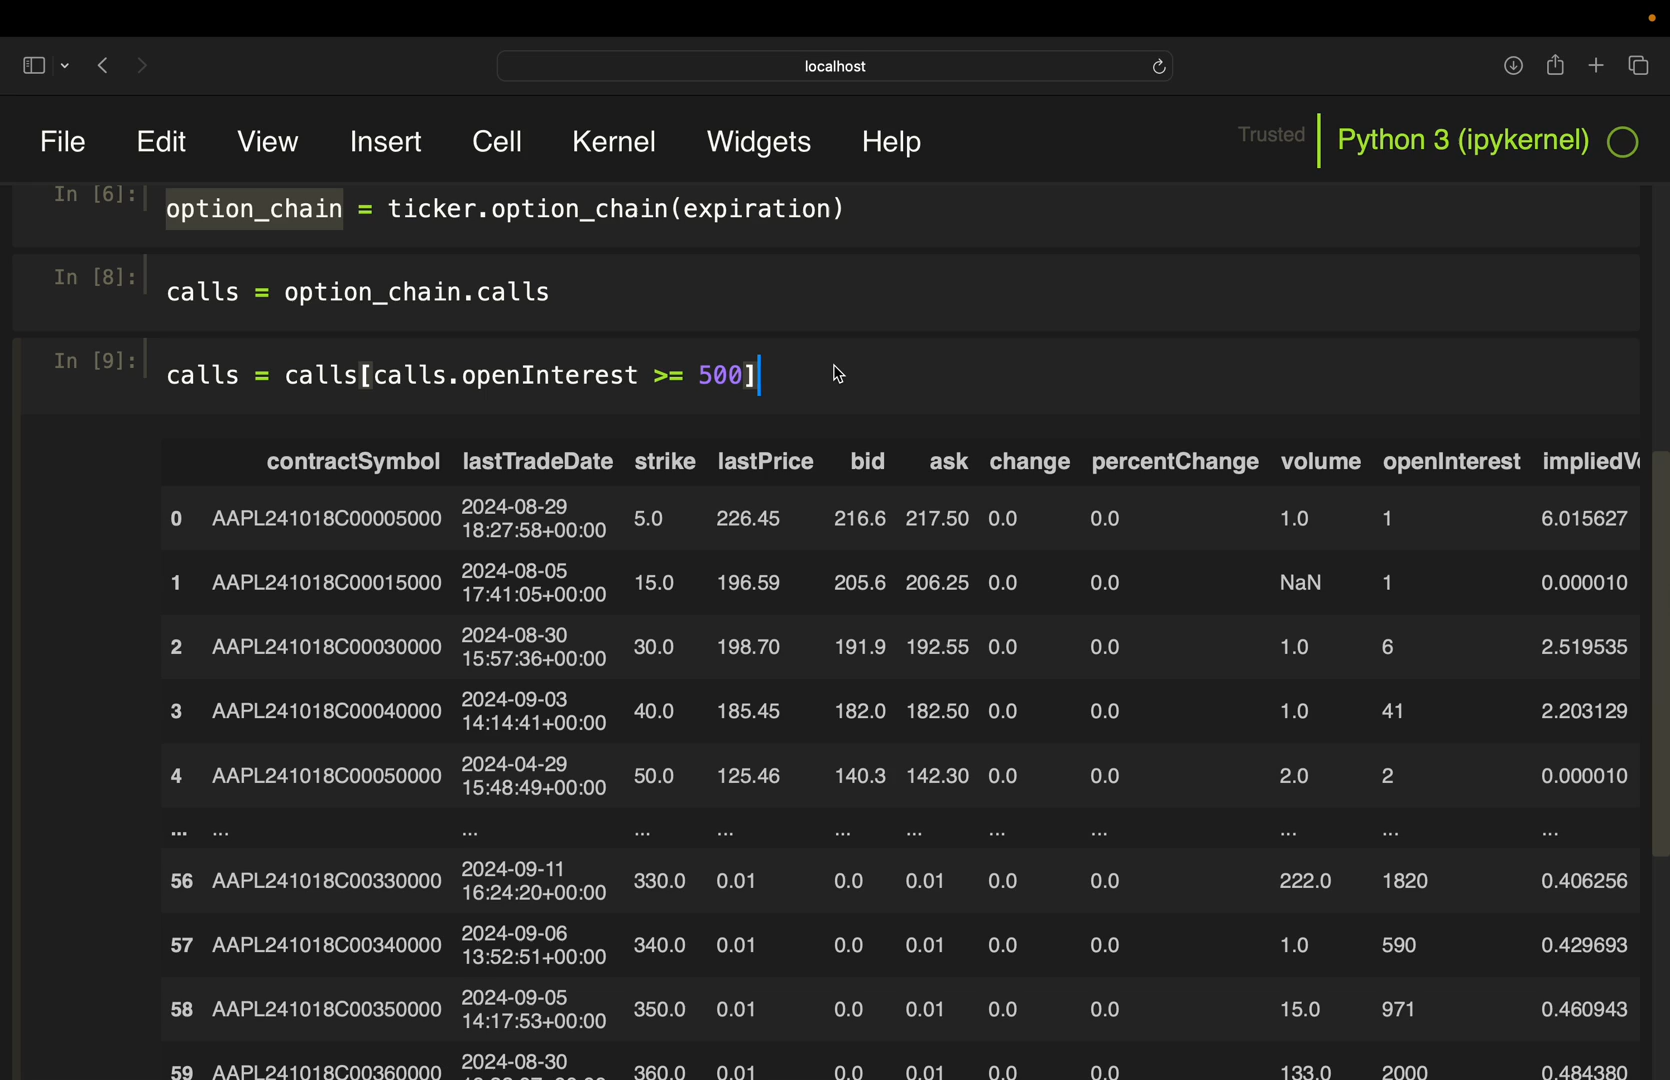 localhost
File Edit View Insert Cell Kernel Widgets Help Trusted Python 3 (ipykernel)
In [6]: option_chain = ticker.option_chain(expiration)
In [8]: calls = option_chain.calls
In [9]: calls = calls[calls.openInterest >= 500]
contractSymbol lastTradeDate strike lastPrice bid ask change percentChange volume openInterest
0 AAPL241018C00005000 2024-08-29 18:27:58+00:00 5.0 226.45 216.6 217.50 0.0 0.0 1.0 1 6.015627
1 AAPL241018C00015000 2024-08-05 17:41:05+00:00 15.0 196.59 205.6 206.25 0.0 0.0 NaN 1 0.000010
2 AAPL241018C00030000 2024-08-30 15:57:36+00:00 30.0 198.70 191.9 192.55 0.0 0.0 1.0 6 2.519535
3 AAPL241018C00040000 2024-09-03 14:14:41+00:00 40.0 185.45 182.0 182.50 0.0 0.0 1.0 41 2.203129
4 AAPL241018C00050000 2024-04-29 15:48:49+00:00 50.0 125.46 140.3 142.30 0.0 0.0 2.0 2 0.000010
... ... ... ... ... ... ... ... ... ... ... ...
56 AAPL241018C00330000 2024-09-11 16:24:20+00:00 330.0 0.01 0.0 0.01 0.0 0.0 222.0 1820 0.406256
57 AAPL241018C00340000 2024-09-06 13:52:51+00:00 340.0 0.01 0.0 0.01 0.0 0.0 1.0 590 0.429693
58 AAPL241018C00350000 2024-09-05 14:17:53+00:00 350.0 0.01 0.0 0.01 0.0 0.0 15.0 971 0.460943
59 AAPL241018C00360000 2024-08-30 360.0 0.01 0.0 0.01 0.0 0.0 133.0 2000 0.484380